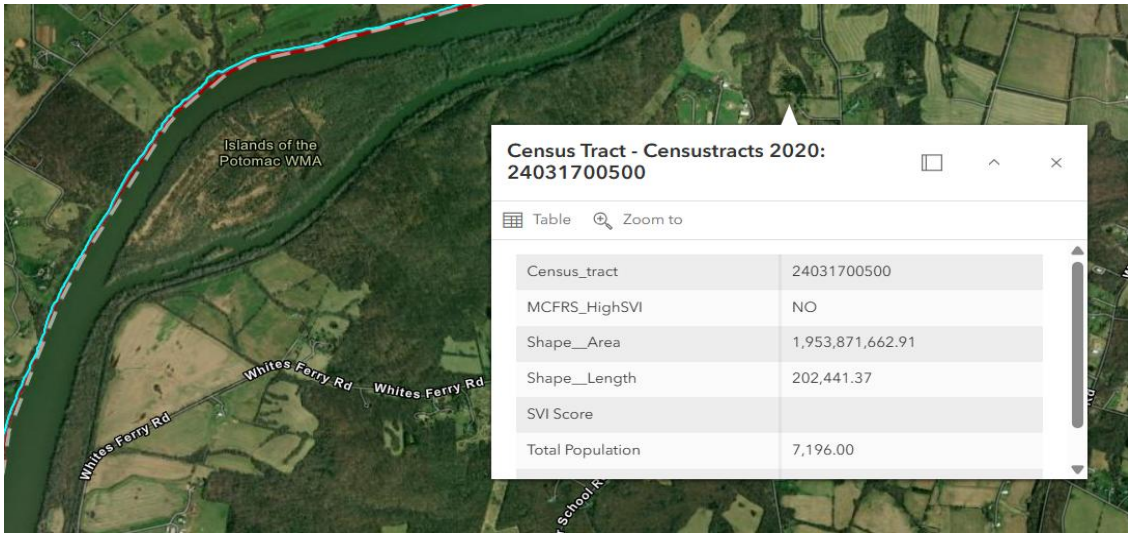 Islands of the
Potomac WMA
Census Tract - Censustracts 2020:
24031700500
Table Zoom to
Census_tract 24031700500
MCFRS_HighSVI NO
Shape__Area 1,953,871,662.91
Shape__Length 202,441.37
SVI Score
Total Population 7,196.00
Whites Ferry Rd
Whites Ferry Rd
Whites Ferry Rd
School